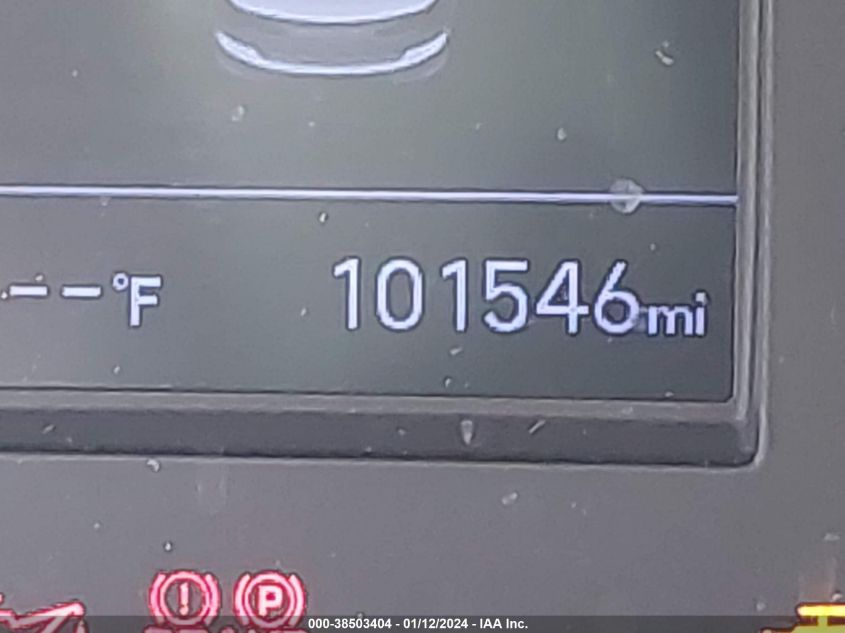 --°F 101546mi
(!) (P)
000-38503404 - 01/12/2024 - IAA Inc.